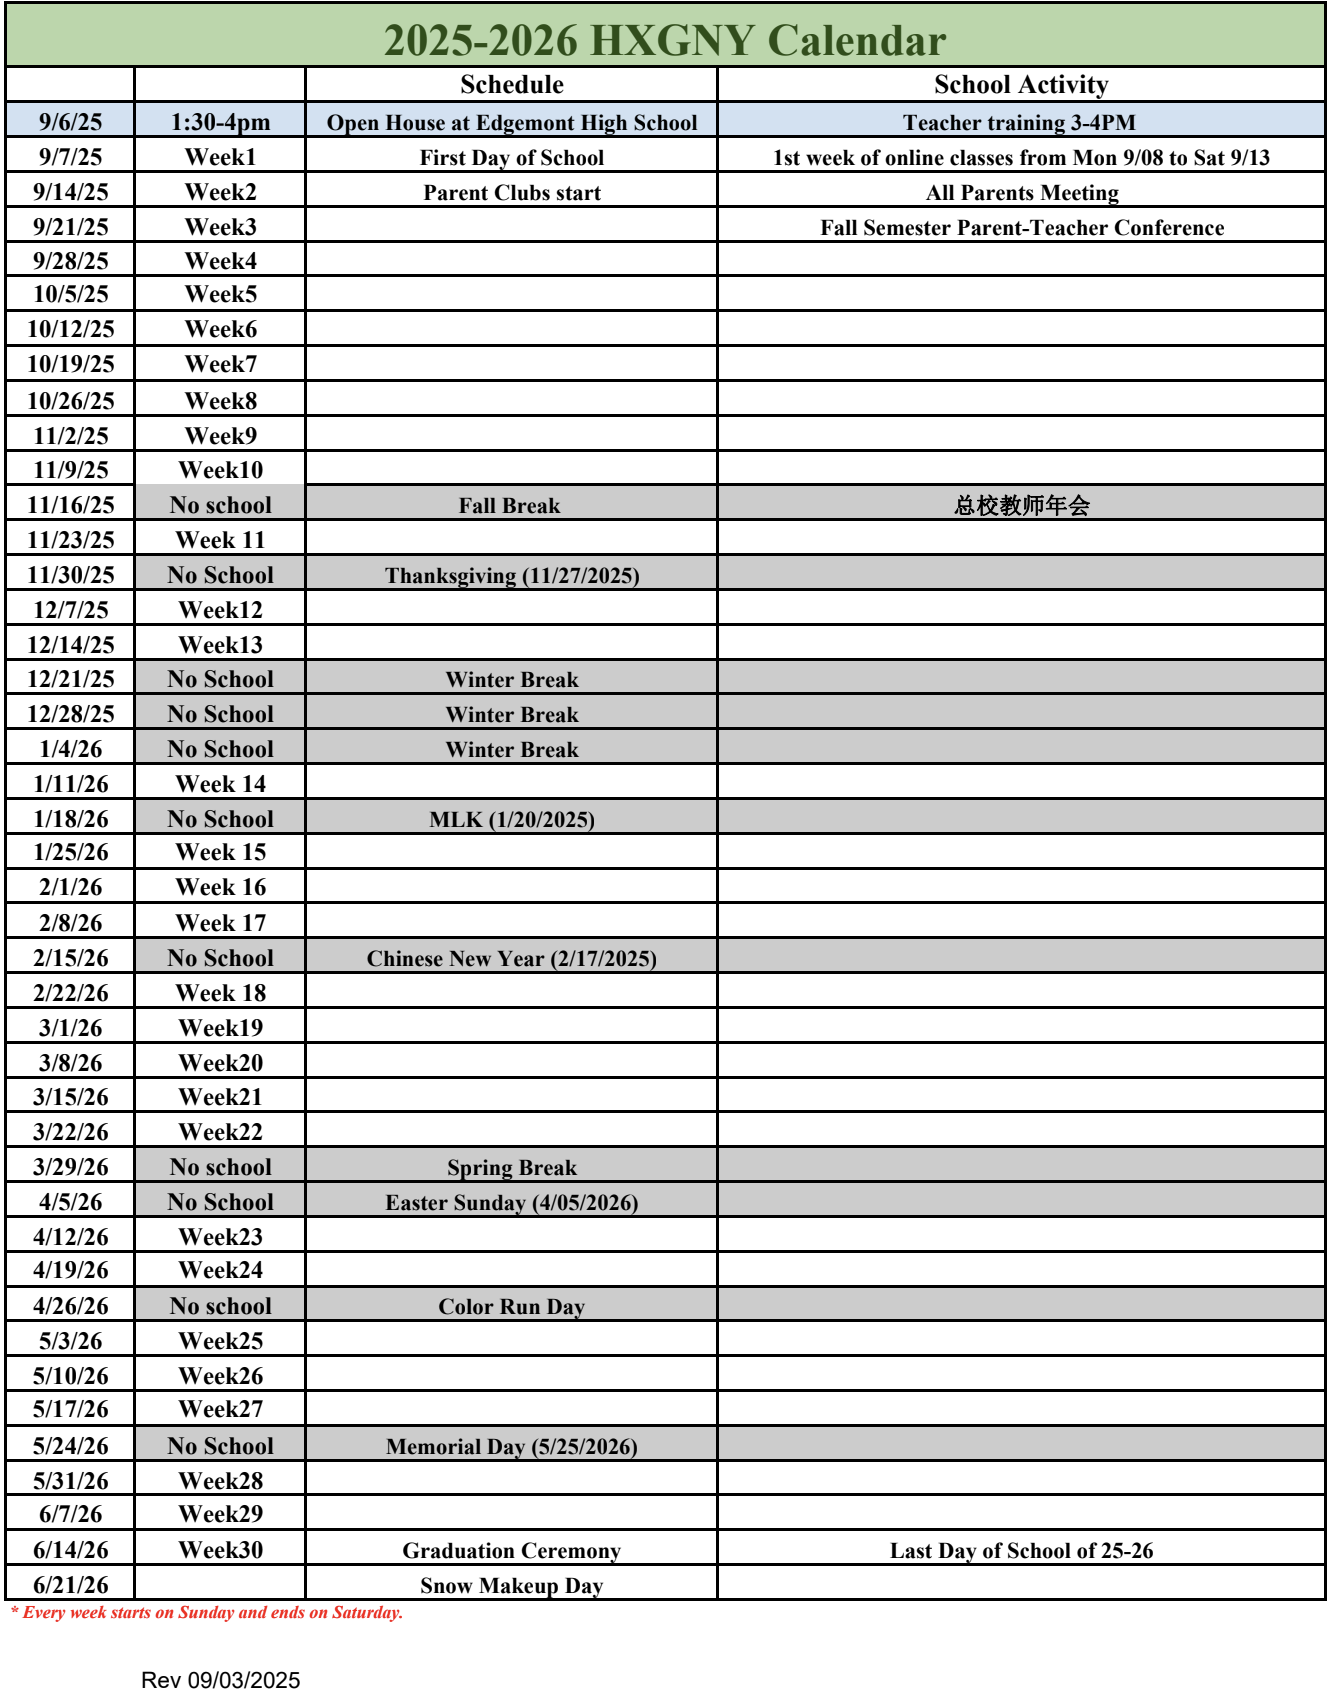 2025-2026 HXGNY Calendar
Schedule School Activity
9/6/25 1:30-4pm Open House at Edgemont High School Teacher training 3-4PM
9/7/25 Week1 First Day of School 1st week of online classes from Mon 9/08 to Sat 9/13
9/14/25 Week2 Parent Clubs start All Parents Meeting
9/21/25 Week3 Fall Semester Parent-Teacher Conference
9/28/25 Week4
10/5/25 Week5
10/12/25 Week6
10/19/25 Week7
10/26/25 Week8
11/2/25 Week9
11/9/25 Week10
11/16/25 No school Fall Break 总校教师年会
11/23/25 Week 11
11/30/25 No School Thanksgiving (11/27/2025)
12/7/25 Week12
12/14/25 Week13
12/21/25 No School Winter Break
12/28/25 No School Winter Break
1/4/26 No School Winter Break
1/11/26 Week 14
1/18/26 No School MLK (1/20/2025)
1/25/26 Week 15
2/1/26 Week 16
2/8/26 Week 17
2/15/26 No School Chinese New Year (2/17/2025)
2/22/26 Week 18
3/1/26 Week19
3/8/26 Week20
3/15/26 Week21
3/22/26 Week22
3/29/26 No school Spring Break
4/5/26 No School Easter Sunday (4/05/2026)
4/12/26 Week23
4/19/26 Week24
4/26/26 No school Color Run Day
5/3/26 Week25
5/10/26 Week26
5/17/26 Week27
5/24/26 No School Memorial Day (5/25/2026)
5/31/26 Week28
6/7/26 Week29
6/14/26 Week30 Graduation Ceremony Last Day of School of 25-26
6/21/26 Snow Makeup Day
* Every week starts on Sunday and ends on Saturday.
Rev 09/03/2025